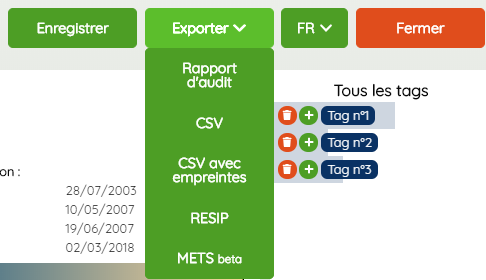 Enregistrer
Exporter
FR
Fermer
Rapport
d'audit
CSV
CSV avec
empreintes
RESIP
METS beta
Tous les tags
Tag n°1
Tag n°2
Tag n°3
on :
28/07/2003
10/05/2007
19/06/2007
02/03/2018